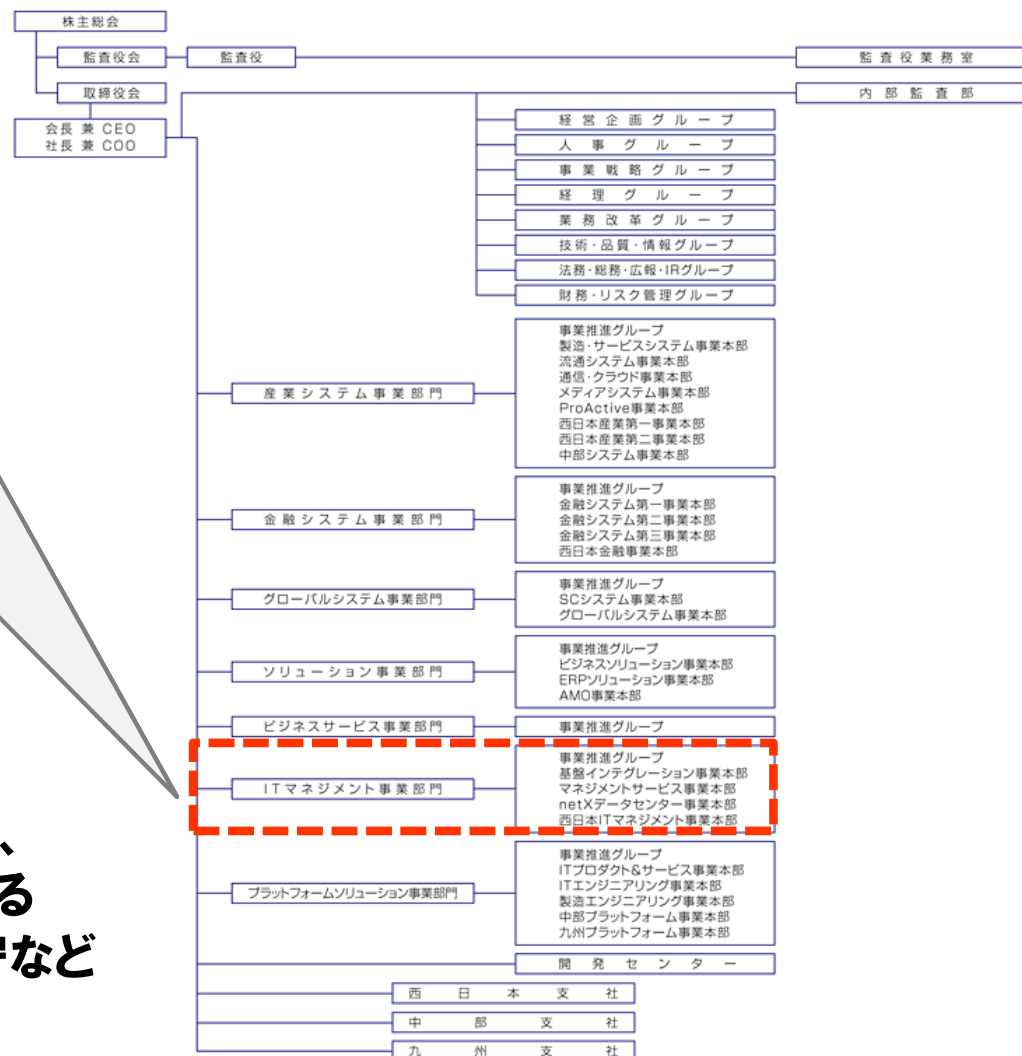 株主総会
監査役会
監査役
監査役業務室
取締役会
内部監査部
会長 兼 CEO
社長 兼 COO
経営企画グループ
人事グループ
事業戦略グループ
経理グループ
業務改革グループ
技術・品質・情報グループ
法務・総務・広報・IRグループ
財務・リスク管理グループ
産業システム事業部門
事業推進グループ
製造・サービスシステム事業本部
流通システム事業本部
通信・クラウド事業本部
メディアシステム事業本部
ProActive事業本部
西日本産業第一事業本部
西日本産業第二事業本部
中部システム事業本部
金融システム事業部門
事業推進グループ
金融システム第一事業本部
金融システム第二事業本部
金融システム第三事業本部
西日本金融事業本部
グローバルシステム事業部門
事業推進グループ
SCシステム事業本部
グローバルシステム事業本部
ソリューション事業部門
事業推進グループ
ビジネスソリューション事業本部
ERPソリューション事業本部
AMO事業本部
ビジネスサービス事業部門
事業推進グループ
ITマネジメント事業部門
事業推進グループ
基盤インテグレーション事業本部
マネジメントサービス事業本部
netXデータセンター事業本部
西日本ITマネジメント事業本部
、
る
など
プラットフォームソリューション事業部門
事業推進グループ
ITプロダクト&サービス事業本部
ITエンジニアリング事業本部
製造エンジニアリング事業本部
中部プラットフォーム事業本部
九州プラットフォーム事業本部
開発センター
西日本支社
中部支社
九州支社